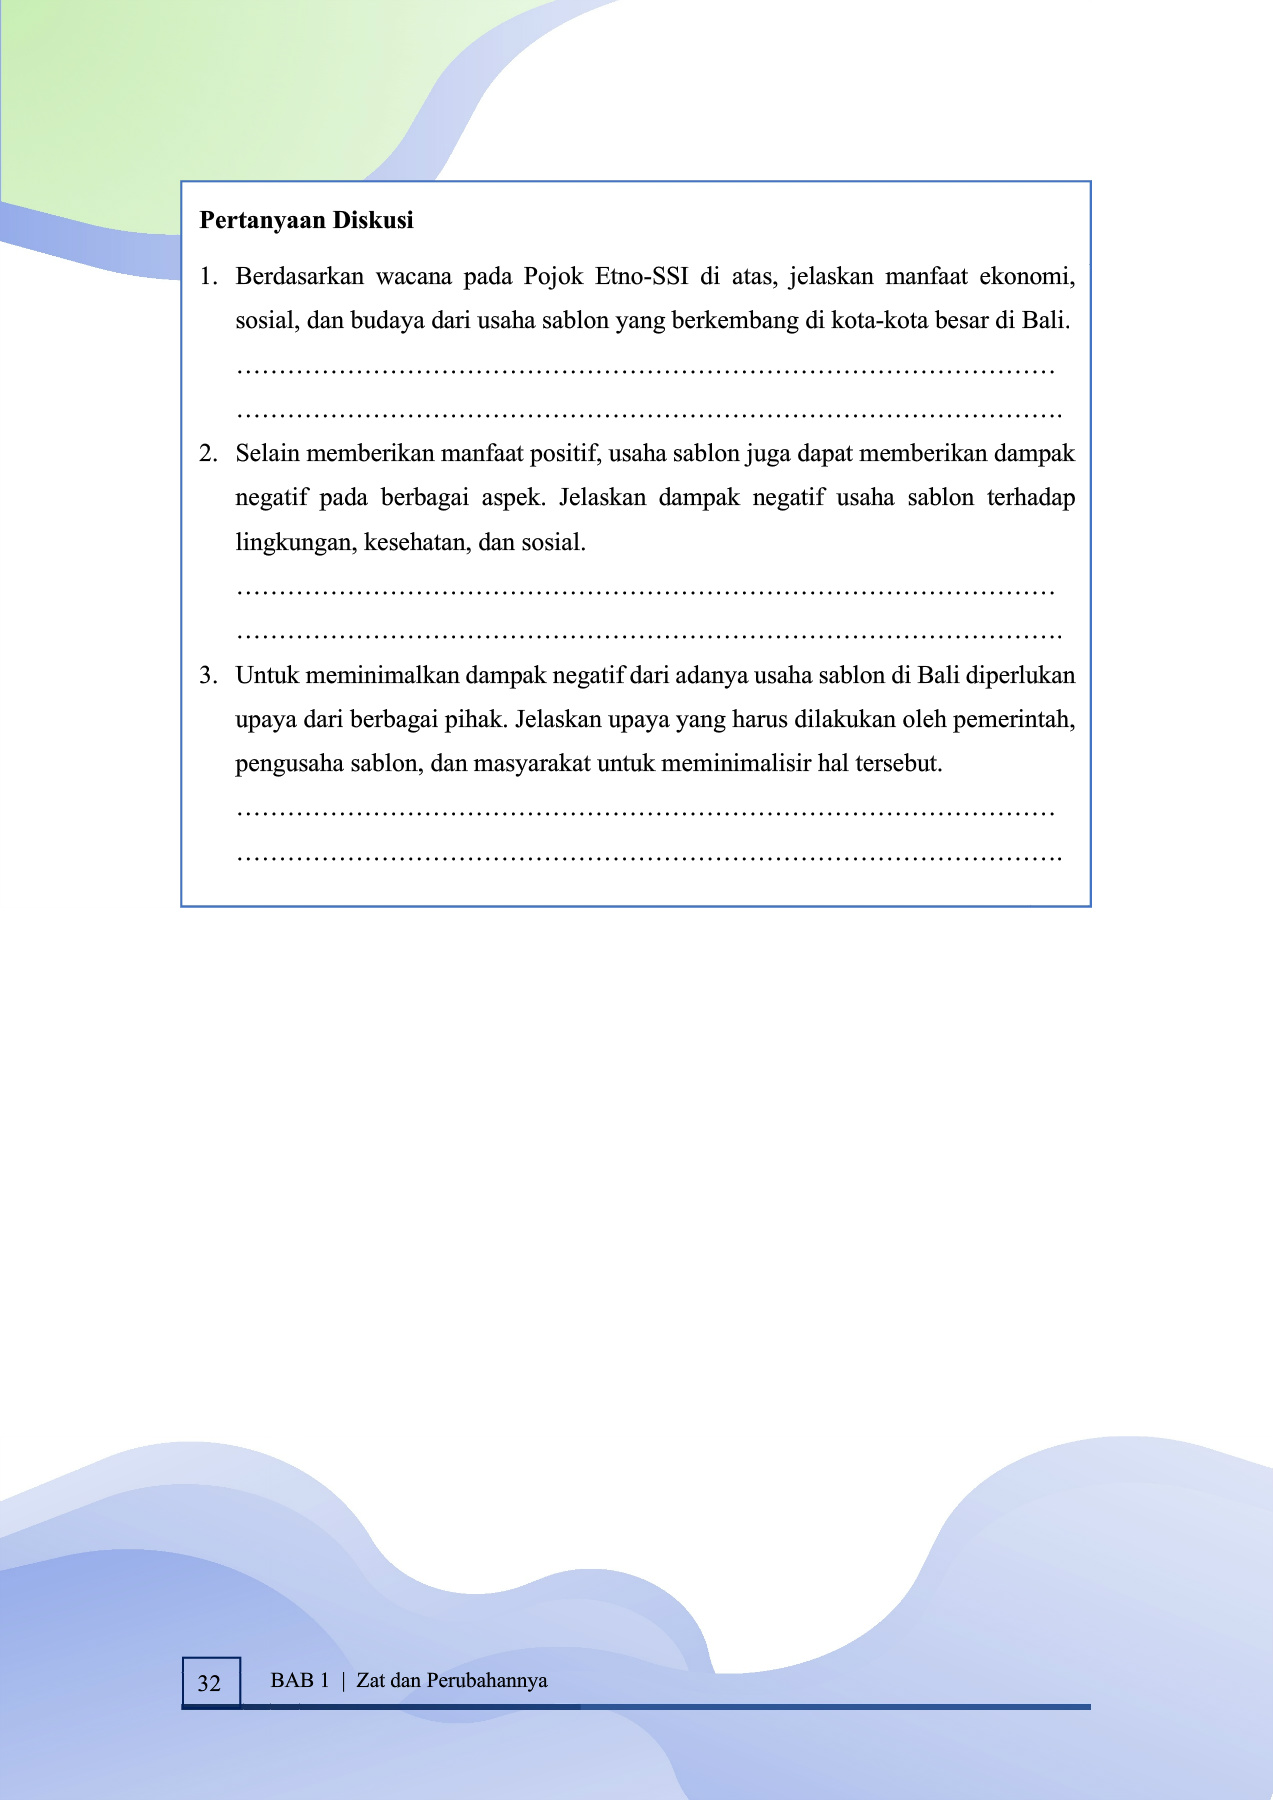 Pertanyaan Diskusi
1. Berdasarkan wacana pada Pojok Etno-SSI di atas, jelaskan manfaat ekonomi,
sosial, dan budaya dari usaha sablon yang berkembang di kota-kota besar di Bali.
……………………………………………………………………………………
…………………………………………………………………………………….
2. Selain memberikan manfaat positif, usaha sablon juga dapat memberikan dampak
negatif pada berbagai aspek. Jelaskan dampak negatif usaha sablon terhadap
lingkungan, kesehatan, dan sosial.
……………………………………………………………………………………
…………………………………………………………………………………….
3. Untuk meminimalkan dampak negatif dari adanya usaha sablon di Bali diperlukan
upaya dari berbagai pihak. Jelaskan upaya yang harus dilakukan oleh pemerintah,
pengusaha sablon, dan masyarakat untuk meminimalisir hal tersebut.
……………………………………………………………………………………
…………………………………………………………………………………….
32 BAB 1 | Zat dan Perubahannya